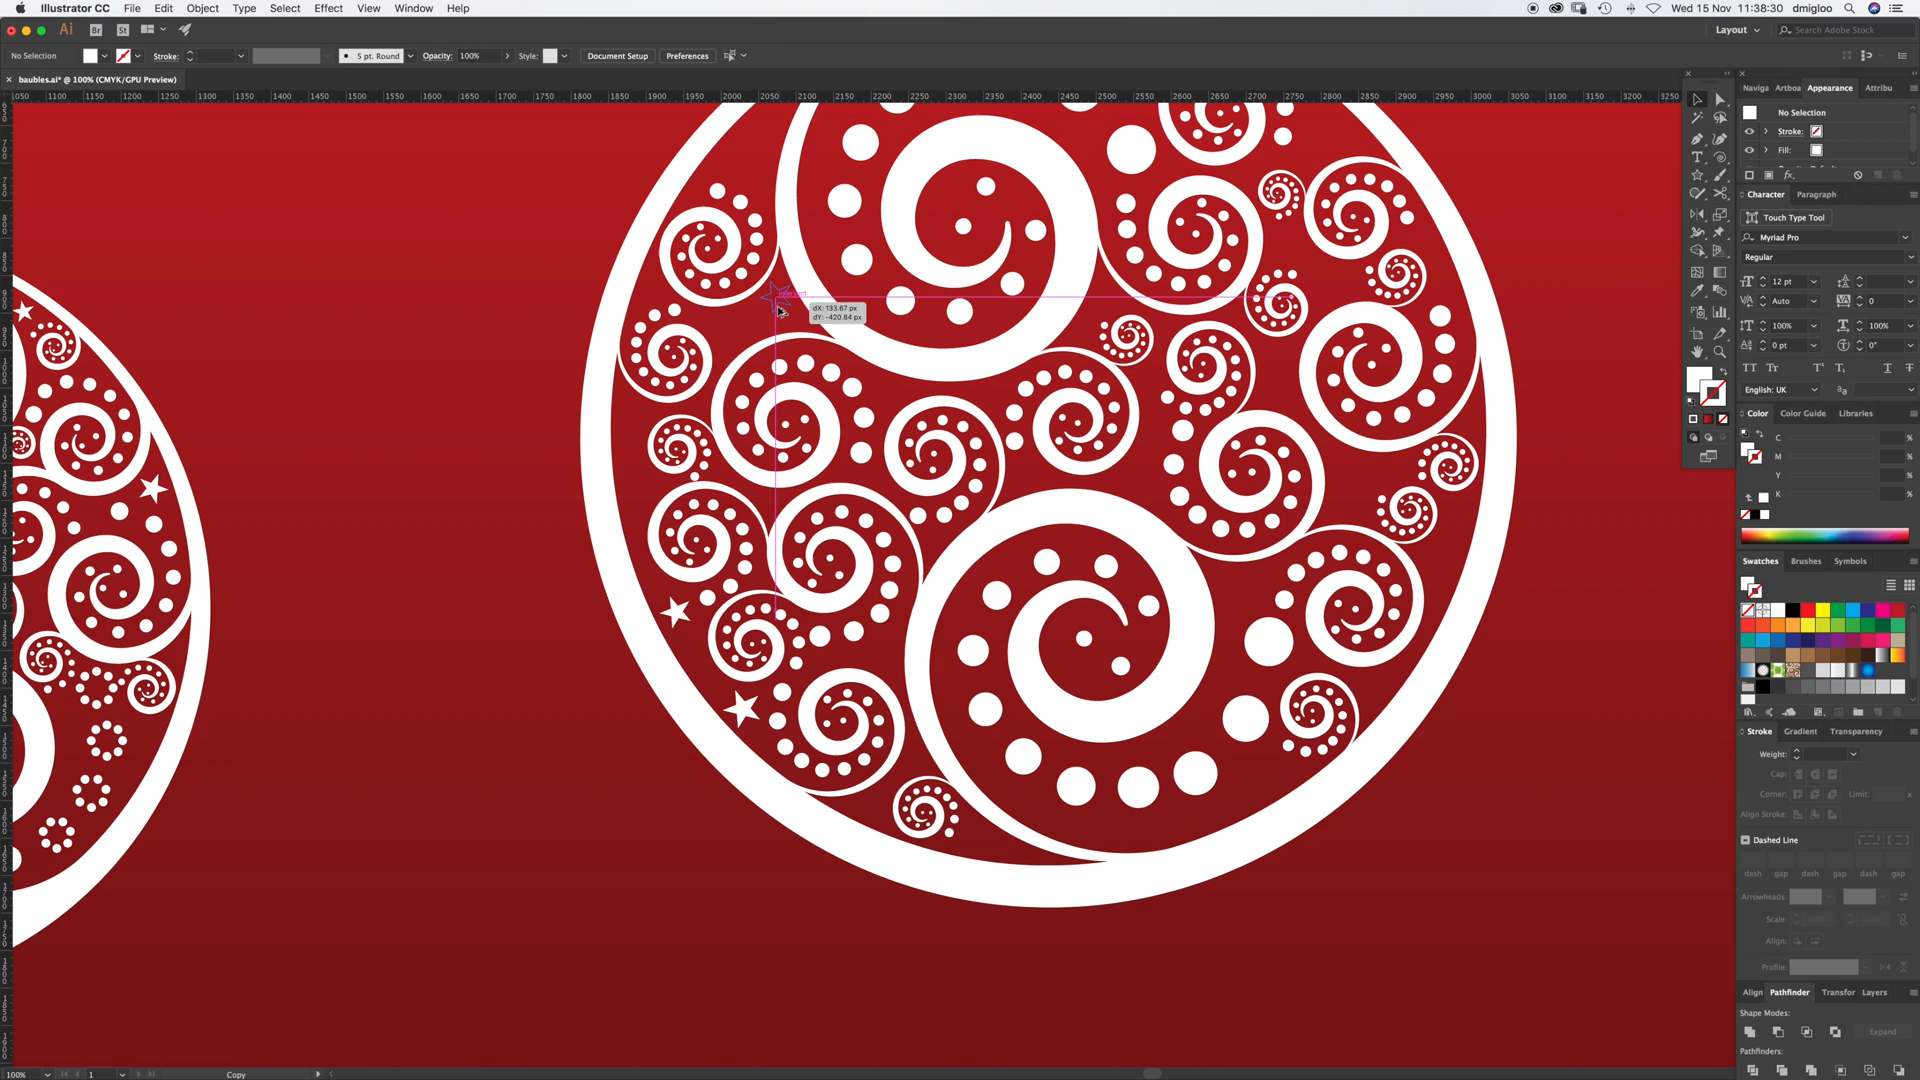 Illustrator CC File Edit Object Type Select Effect View Window Help
Wed 15 Nov 11:38:30 dmigloo
Ai Br St
Layout
Search Adobe Stock
No Selection
Stroke:
5 pt. Round
Opacity: 100%
Style:
Document Setup
Preferences
baubles.ai* @ 100% (CMYK/GPU Preview)
1050 1100 1150 1200 1250 1300 1350 1400 1450 1500 1550 1600 1650 1700 1750 1800 1850 1900 1950 2000 2050 2100 2150 2200 2250 2300 2350 2400 2450 2500 2550 2600 2650 2700 2750 2800 2850 2900 2950 3000 3050 3100 3150 3200 3250
Naviga Artboa Appearance Attribu
No Selection
Stroke:
Fill:
Character Paragraph
Touch Type Tool
Myriad Pro
Regular
12 pt
Auto 0
100% 100%
0 pt 0°
English: UK
intersect
dX: 133.67 px
dY: -420.84 px
Color Color Guide Libraries
C %
M %
Y %
K %
Swatches Brushes Symbols
Stroke Gradient Transparency
Weight:
Cap:
Corner: Limit: x
Align Stroke:
Dashed Line
dash gap dash gap dash gap
Arrowheads:
Scale:
Align:
Profile:
Align Pathfinder Transfor Layers
Shape Modes:
Expand
Pathfinders:
100% 1 Copy